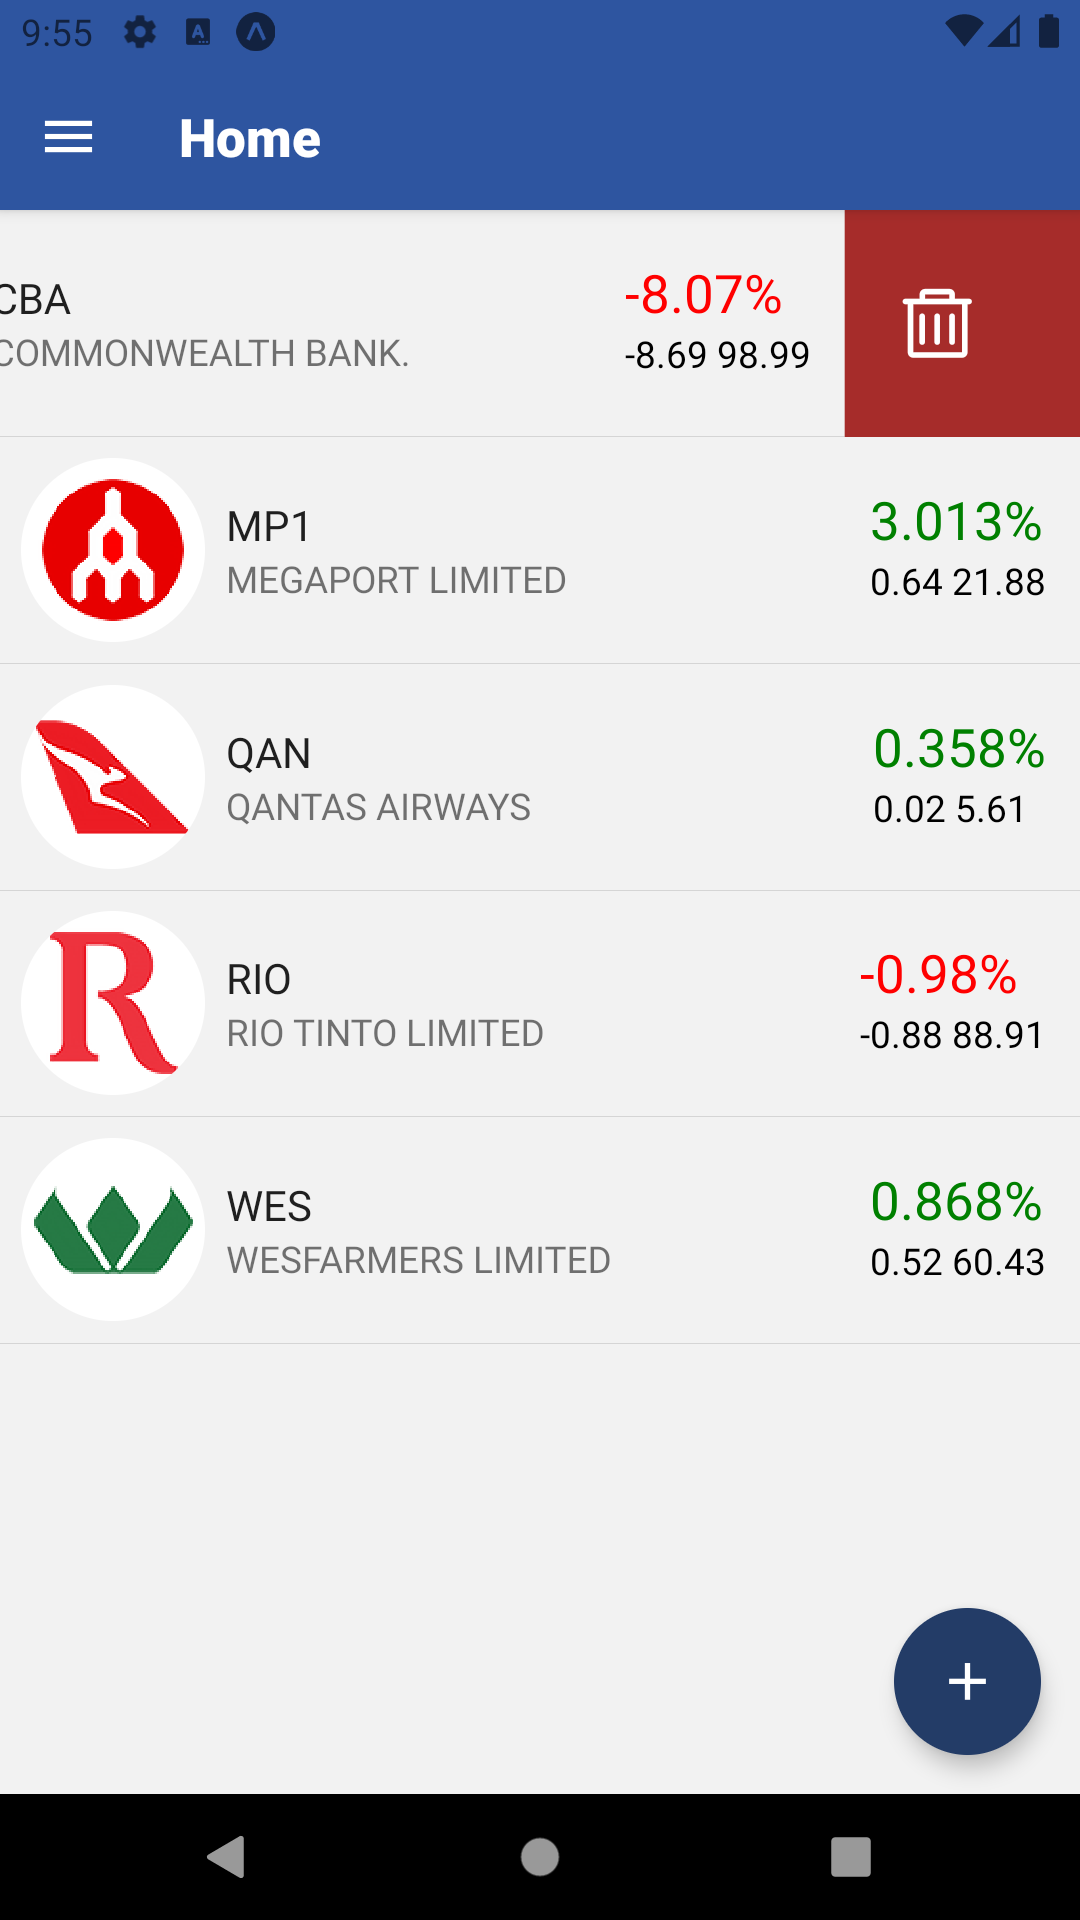 9:55
Home
CBA
COMMONWEALTH BANK.
-8.07%
-8.69 98.99
MP1
MEGAPORT LIMITED
3.013%
0.64 21.88
QAN
QANTAS AIRWAYS
0.358%
0.02 5.61
R
RIO
RIO TINTO LIMITED
-0.98%
-0.88 88.91
WES
WESFARMERS LIMITED
0.868%
0.52 60.43